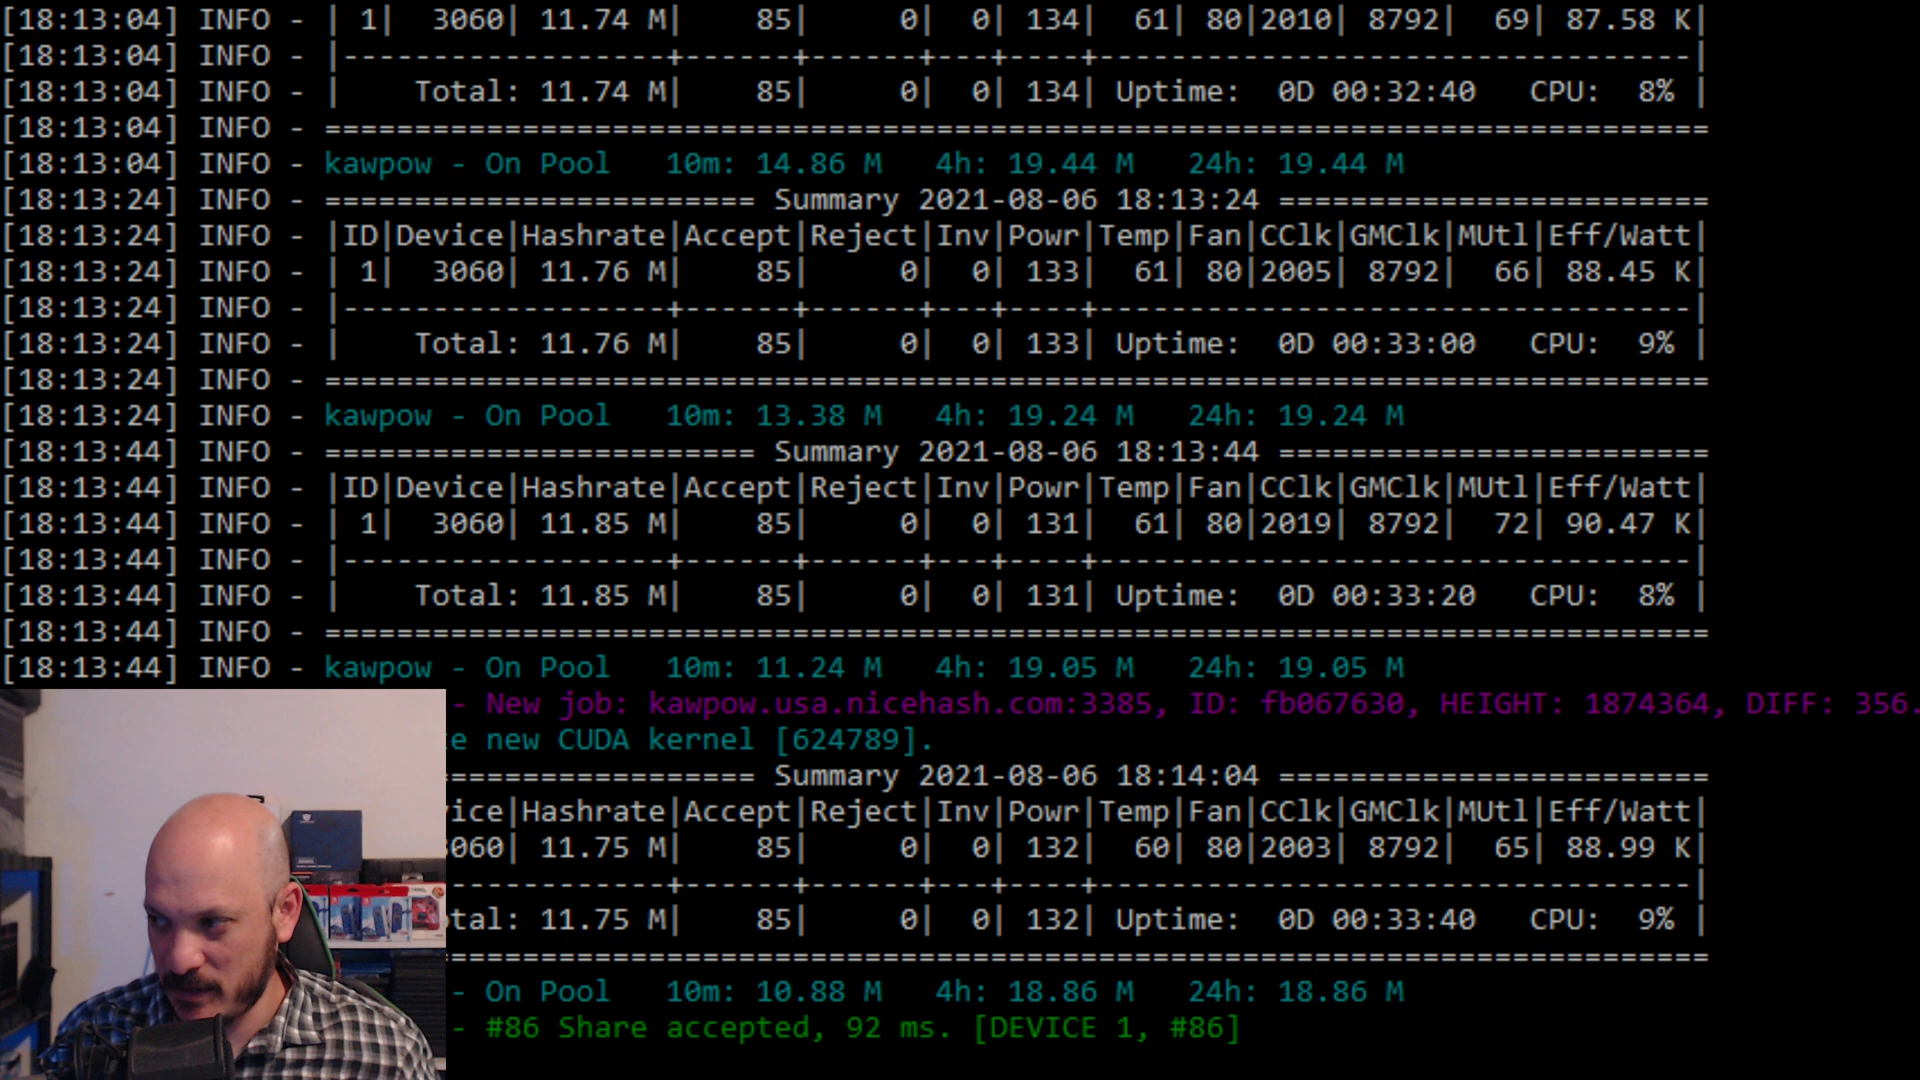 [18:13:04] INFO - | 1|   3060| 11.74 M|    85|     0|  0| 134|  61| 80|2010| 8792|  69| 87.58 K|
[18:13:04] INFO - |------------------+------+------+---+----+---------------------------------|
[18:13:04] INFO - |    Total: 11.74 M|    85|     0|  0| 134| Uptime:  0D 00:32:40   CPU:  8% |
[18:13:04] INFO - =============================================================================
[18:13:04] INFO - kawpow - On Pool   10m: 14.86 M   4h: 19.44 M   24h: 19.44 M
[18:13:24] INFO - ======================== Summary 2021-08-06 18:13:24 ========================
[18:13:24] INFO - |ID|Device|Hashrate|Accept|Reject|Inv|Powr|Temp|Fan|CClk|GMClk|MUtl|Eff/Watt|
[18:13:24] INFO - | 1|   3060| 11.76 M|    85|     0|  0| 133|  61| 80|2005| 8792|  66| 88.45 K|
[18:13:24] INFO - |------------------+------+------+---+----+---------------------------------|
[18:13:24] INFO - |    Total: 11.76 M|    85|     0|  0| 133| Uptime:  0D 00:33:00   CPU:  9% |
[18:13:24] INFO - =============================================================================
[18:13:24] INFO - kawpow - On Pool   10m: 13.38 M   4h: 19.24 M   24h: 19.24 M
[18:13:44] INFO - ======================== Summary 2021-08-06 18:13:44 ========================
[18:13:44] INFO - |ID|Device|Hashrate|Accept|Reject|Inv|Powr|Temp|Fan|CClk|GMClk|MUtl|Eff/Watt|
[18:13:44] INFO - | 1|   3060| 11.85 M|    85|     0|  0| 131|  61| 80|2019| 8792|  72| 90.47 K|
[18:13:44] INFO - |------------------+------+------+---+----+---------------------------------|
[18:13:44] INFO - |    Total: 11.85 M|    85|     0|  0| 131| Uptime:  0D 00:33:20   CPU:  8% |
[18:13:44] INFO - =============================================================================
[18:13:44] INFO - kawpow - On Pool   10m: 11.24 M   4h: 19.05 M   24h: 19.05 M
- New job: kawpow.usa.nicehash.com:3385, ID: fb067630, HEIGHT: 1874364, DIFF: 356.
e new CUDA kernel [624789].
================= Summary 2021-08-06 18:14:04 ========================
vice|Hashrate|Accept|Reject|Inv|Powr|Temp|Fan|CClk|GMClk|MUtl|Eff/Watt|
060| 11.75 M|    85|     0|  0| 132|  60| 80|2003| 8792|  65| 88.99 K|
------------+------+------+---+----+---------------------------------|
otal: 11.75 M|    85|     0|  0| 132| Uptime:  0D 00:33:40   CPU:  9% |
======================================================================
- On Pool   10m: 10.88 M   4h: 18.86 M   24h: 18.86 M
- #86 Share accepted, 92 ms. [DEVICE 1, #86]